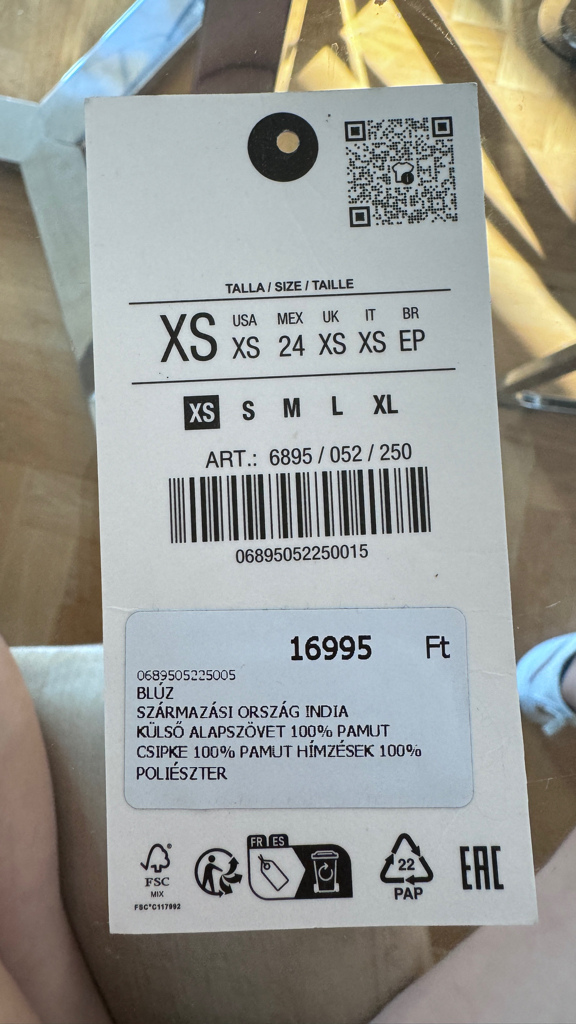 TALLA / SIZE / TAILLE
XS
USA MEX UK IT BR
XS 24 XS XS EP
XS S M L XL
ART.: 6895 / 052 / 250
06895052250015
16995 Ft
0689505225005
BLÚZ
SZÁRMAZÁSI ORSZÁG INDIA
KÜLSŐ ALAPSZÖVET 100% PAMUT
CSIPKE 100% PAMUT HÍMZÉSEK 100%
POLIÉSZTER
FR ES
FSC
MIX
FSC®C117992
22
PAP
EAC